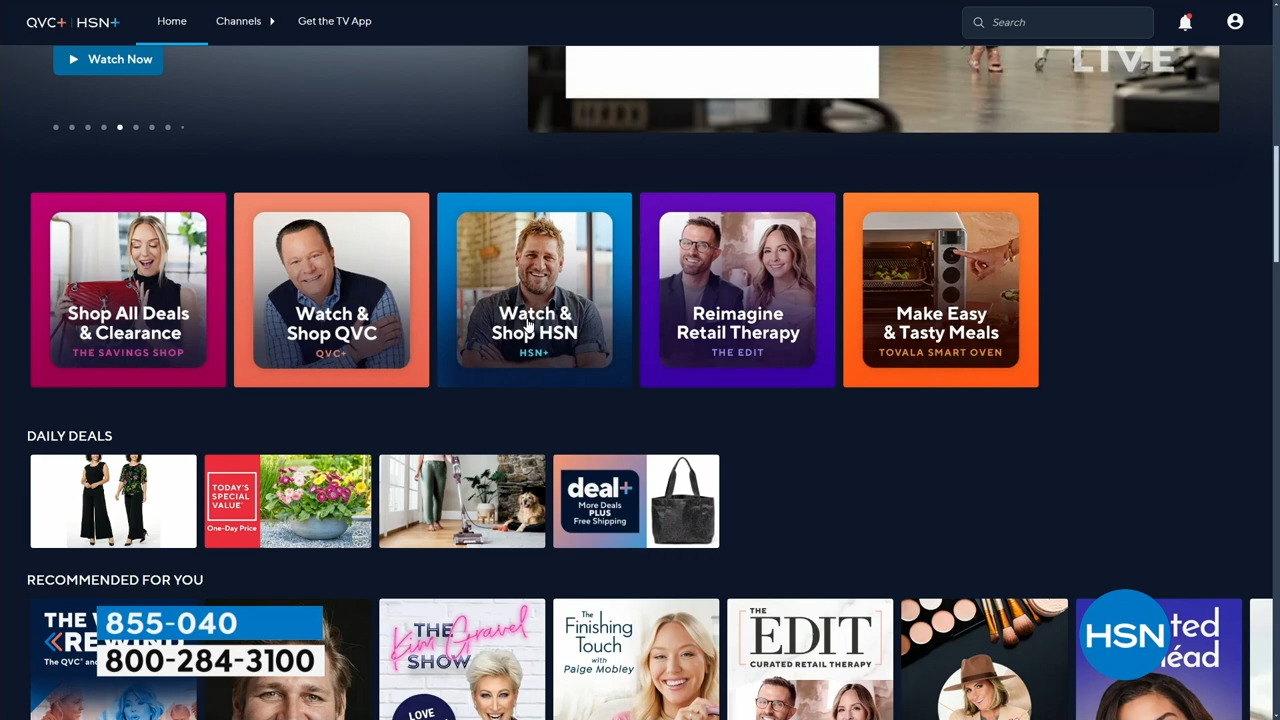 QVC+ | HSN+
Home
Channels
Get the TV App
Search
Watch Now
LIVE
Shop All Deals
& Clearance
THE SAVINGS SHOP
Watch &
Shop QVC
QVC+
Watch &
Shop HSN
HSN+
Reimagine
Retail Therapy
THE EDIT
Make Easy
& Tasty Meals
TOVALA SMART OVEN
DAILY DEALS
TODAY'S
SPECIAL
VALUE
One-Day Price
deal+
More Deals
PLUS
Free Shipping
RECOMMENDED FOR YOU
THE
The QVC+
855-040
800-284-3100
THE
Kim Gravel
SHOW
LOVE
The
Finishing
Touch
with
Paige Mobley
THE
EDIT
CURATED RETAIL THERAPY
HSN